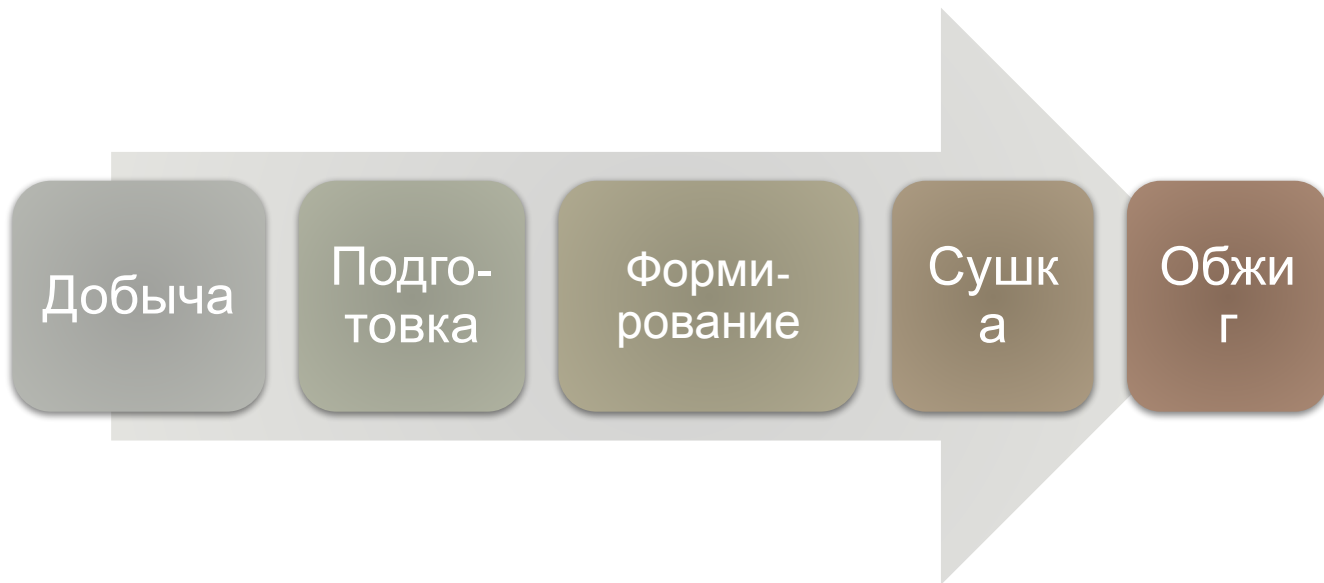 Добыча
Подго-
товка
Форми-
рование
Сушк
а
Обжи
г